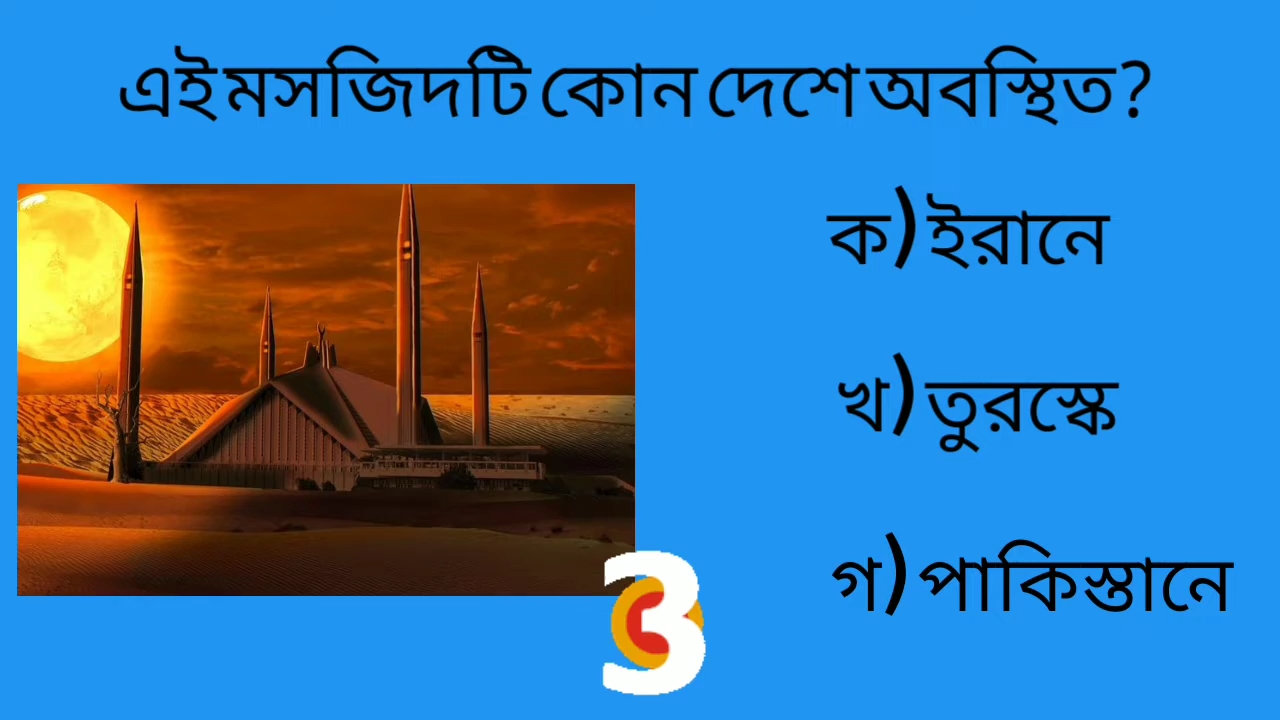 এই মসজিদটি কোন দেশে অবস্থিত?
ক) ইরানে
খ) তুরস্কে
গ) পাকিস্তানে
3